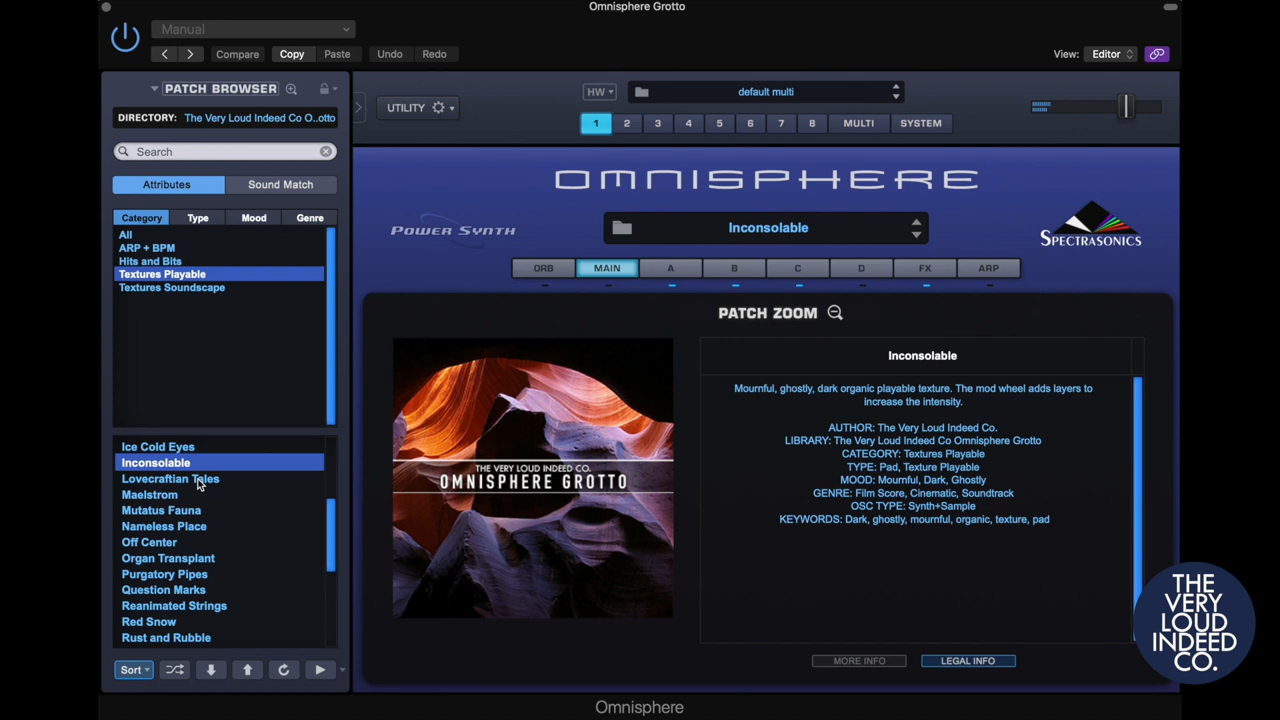 Omnisphere Grotto
Manual
Compare
Copy
Paste
Undo
Redo
View:
Editor
PATCH BROWSER
DIRECTORY: The Very Loud Indeed Co O..otto
Search
Attributes
Sound Match
Category
Type
Mood
Genre
All
ARP + BPM
Hits and Bits
Textures Playable
Textures Soundscape
Ice Cold Eyes
Inconsolable
Lovecraftian Tales
Maelstrom
Mutatus Fauna
Nameless Place
Off Center
Organ Transplant
Purgatory Pipes
Question Marks
Reanimated Strings
Red Snow
Rust and Rubble
Sort
UTILITY
HW
default multi
1
2
3
4
5
6
7
8
MULTI
SYSTEM
OMNISPHERE
POWER SYNTH
Inconsolable
SPECTRASONICS
ORB
MAIN
A
B
C
D
FX
ARP
PATCH ZOOM
THE VERY LOUD INDEED CO.
OMNISPHERE GROTTO
Inconsolable
Mournful, ghostly, dark organic playable texture. The mod wheel adds layers to
increase the intensity.
AUTHOR: The Very Loud Indeed Co.
LIBRARY: The Very Loud Indeed Co Omnisphere Grotto
CATEGORY: Textures Playable
TYPE: Pad, Texture Playable
MOOD: Mournful, Dark, Ghostly
GENRE: Film Score, Cinematic, Soundtrack
OSC TYPE: Synth+Sample
KEYWORDS: Dark, ghostly, mournful, organic, texture, pad
MORE INFO
LEGAL INFO
THE
VERY
LOUD
INDEED
CO.
Omnisphere